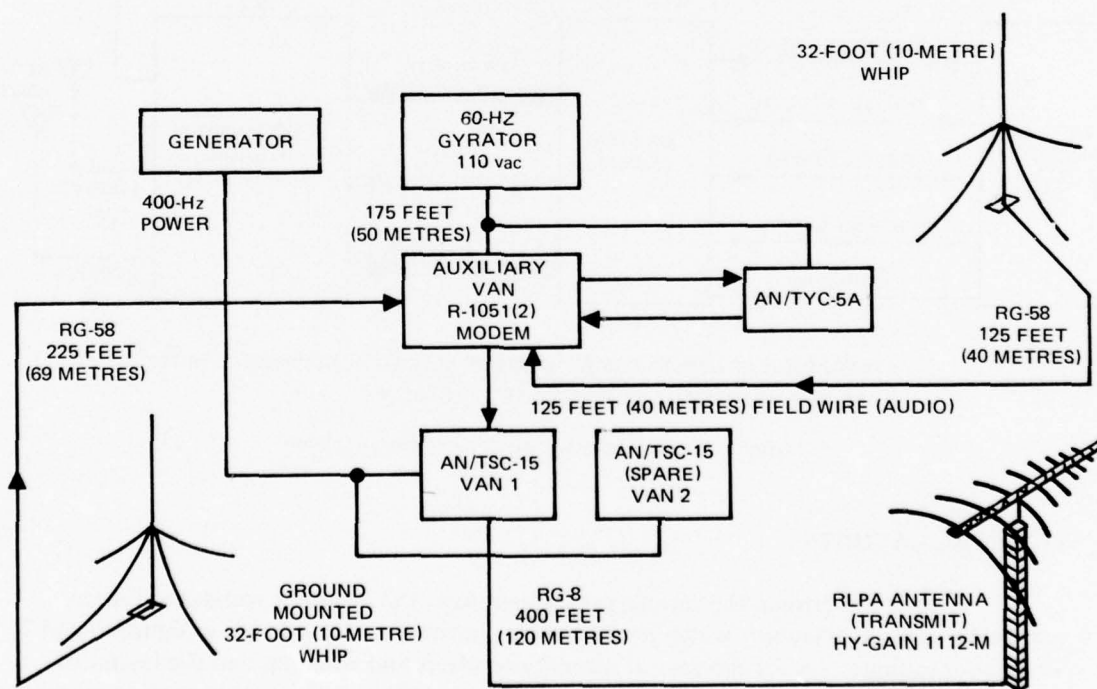 32-FOOT (10-METRE)
WHIP
GENERATOR
60-HZ
GYRATOR
110 vac
400-Hz
POWER
175 FEET
(50 METRES)
AUXILIARY
VAN
R-1051(2)
MODEM
AN/TYC-5A
RG-58
225 FEET
(69 METRES)
RG-58
125 FEET
(40 METRES)
125 FEET (40 METRES) FIELD WIRE (AUDIO)
AN/TSC-15
VAN 1
AN/TSC-15
(SPARE)
VAN 2
GROUND
MOUNTED
32-FOOT (10-METRE)
WHIP
RG-8
400 FEET
(120 METRES)
RLPA ANTENNA
(TRANSMIT)
HY-GAIN 1112-M